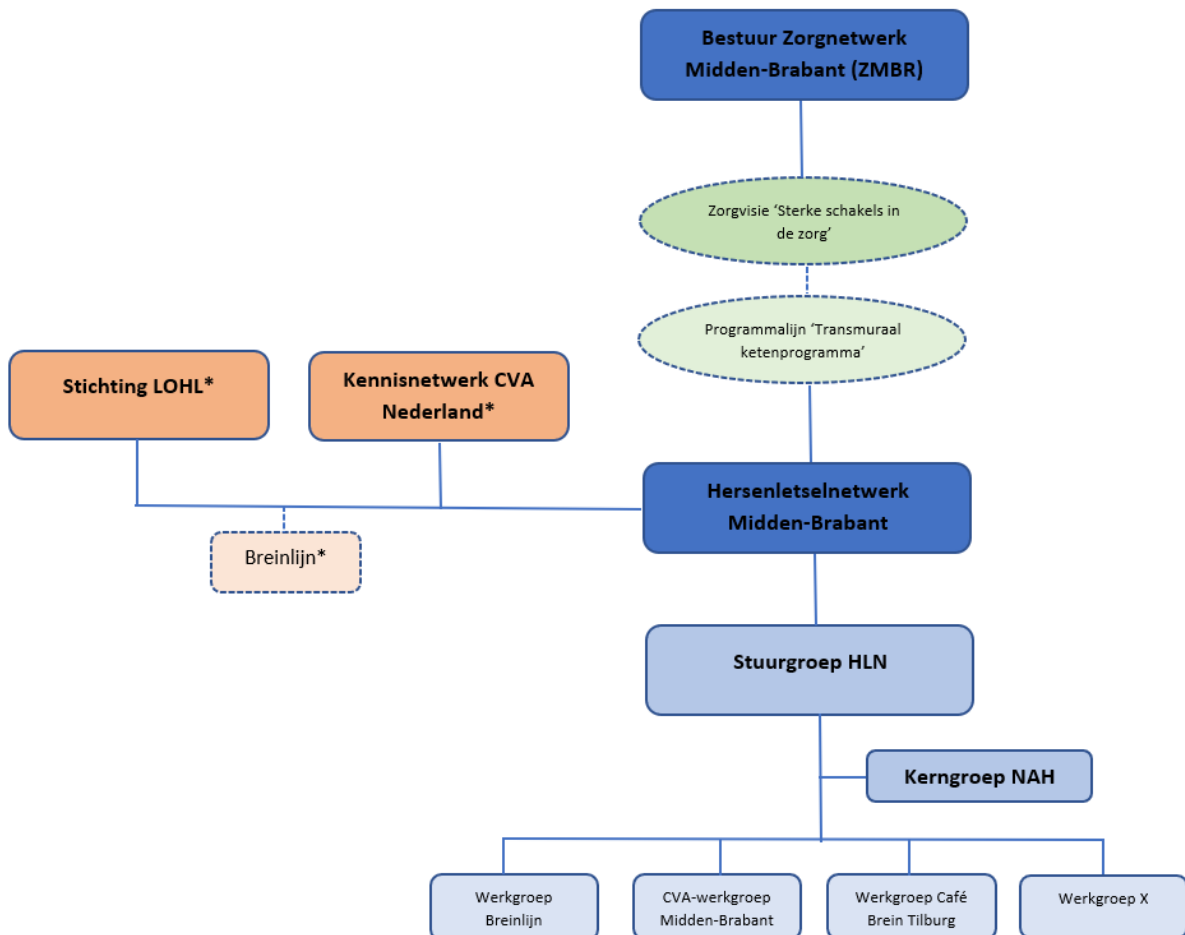 Bestuur Zorgnetwerk
Midden-Brabant (ZMBR)
Zorgvisie ‘Sterke schakels in
de zorg’
Programmalijn ‘Transmuraal
ketenprogramma’
Stichting LOHL*
Kennisnetwerk CVA
Nederland*
Hersenletselnetwerk
Midden-Brabant
Breinlijn*
Stuurgroep HLN
Kerngroep NAH
Werkgroep
Breinlijn
CVA-werkgroep
Midden-Brabant
Werkgroep Café
Brein Tilburg
Werkgroep X